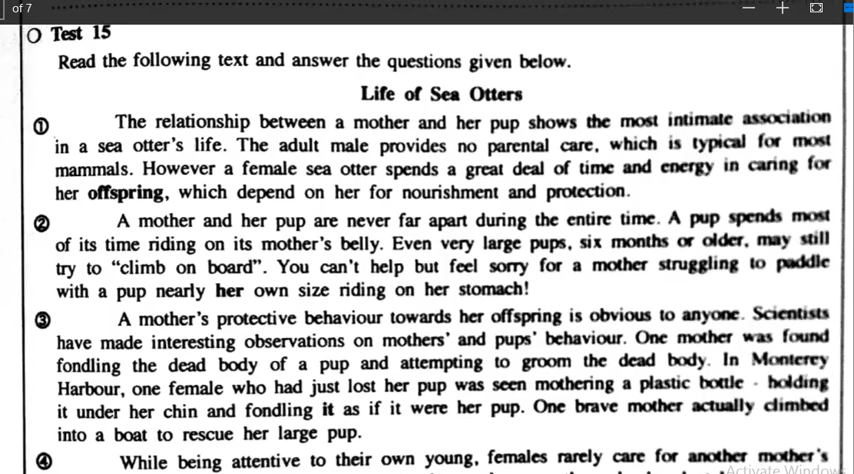 of 7
Test 15
Read the following text and answer the questions given below.
Life of Sea Otters
① The relationship between a mother and her pup shows the most intimate association
in a sea otter's life. The adult male provides no parental care, which is typical for most
mammals. However a female sea otter spends a great deal of time and energy in caring for
her offspring, which depend on her for nourishment and protection.
② A mother and her pup are never far apart during the entire time. A pup spends most
of its time riding on its mother's belly. Even very large pups, six months or older, may still
try to "climb on board". You can't help but feel sorry for a mother struggling to paddle
with a pup nearly her own size riding on her stomach!
③ A mother's protective behaviour towards her offspring is obvious to anyone. Scientists
have made interesting observations on mothers' and pups' behaviour. One mother was found
fondling the dead body of a pup and attempting to groom the dead body. In Monterey
Harbour, one female who had just lost her pup was seen mothering a plastic bottle - holding
it under her chin and fondling it as if it were her pup. One brave mother actually climbed
into a boat to rescue her large pup.
④ While being attentive to their own young, females rarely care for another mother's
Activate Windows